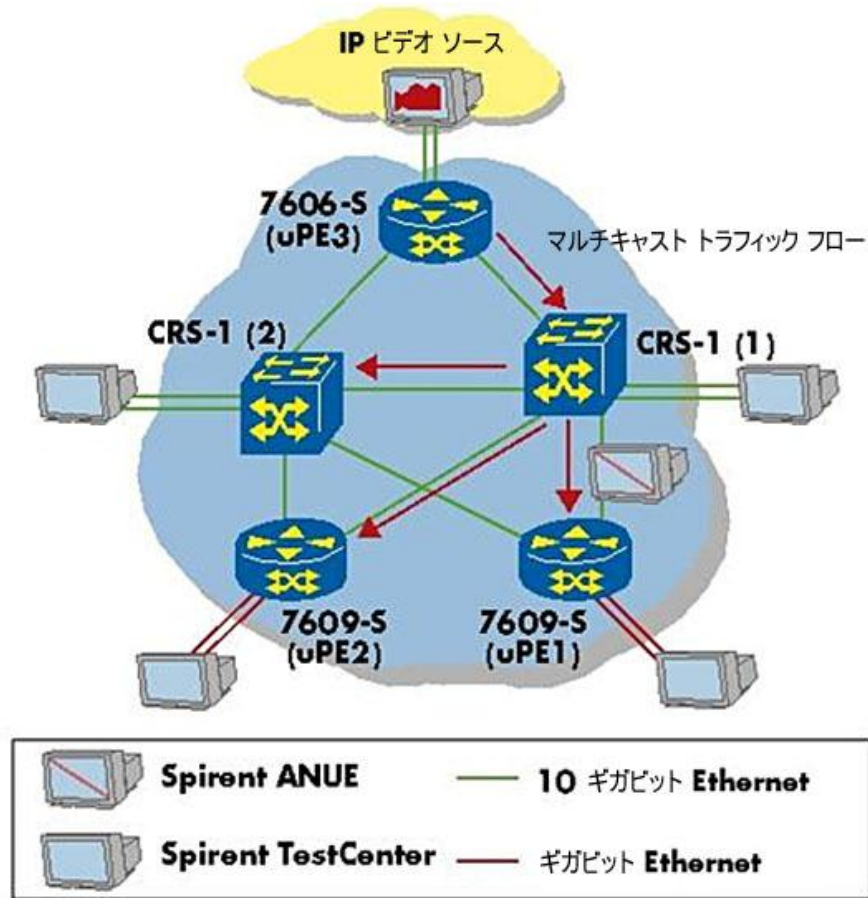 IP ビデオ ソース
7606-S
(uPE3)
マルチキャスト トラフィック フロー
CRS-1 (2)
CRS-1 (1)
7609-S
(uPE2)
7609-S
(uPE1)
Spirent ANUE
10 ギガビット Ethernet
Spirent TestCenter
ギガビット Ethernet